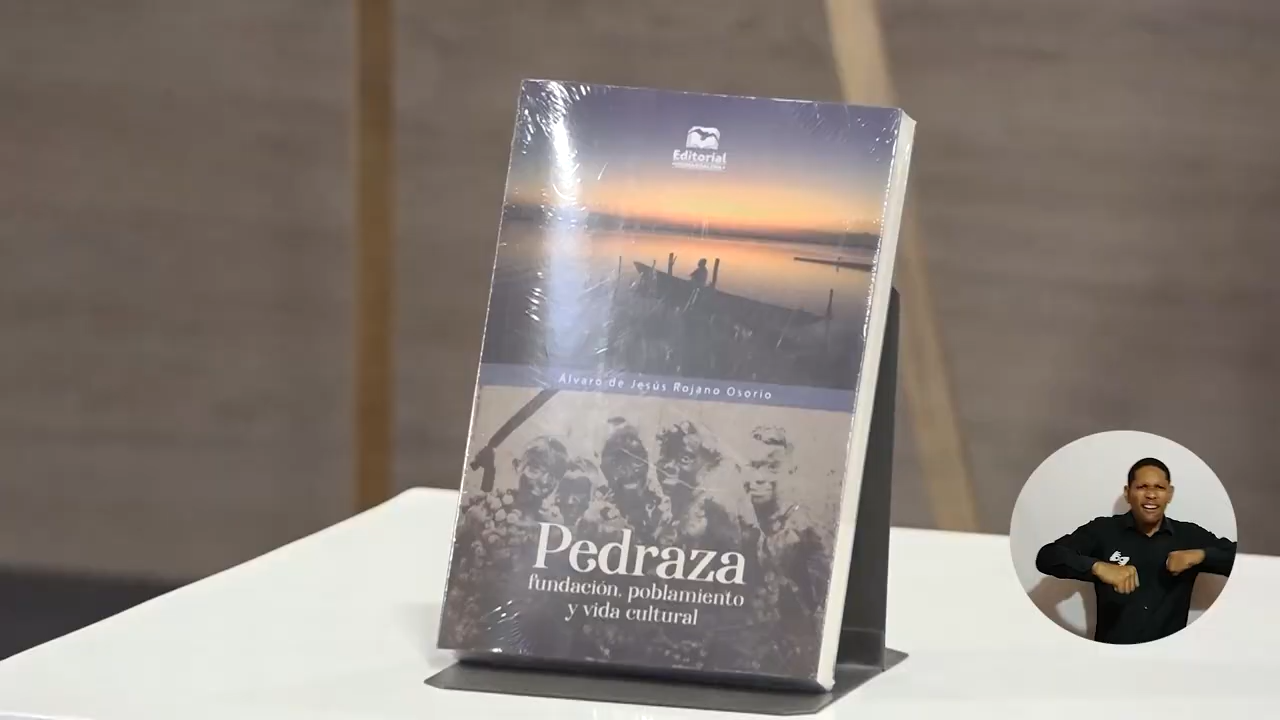 Editorial
Álvaro de Jesús Rojano Osorio
Pedraza
fundación, poblamiento
y vida cultural